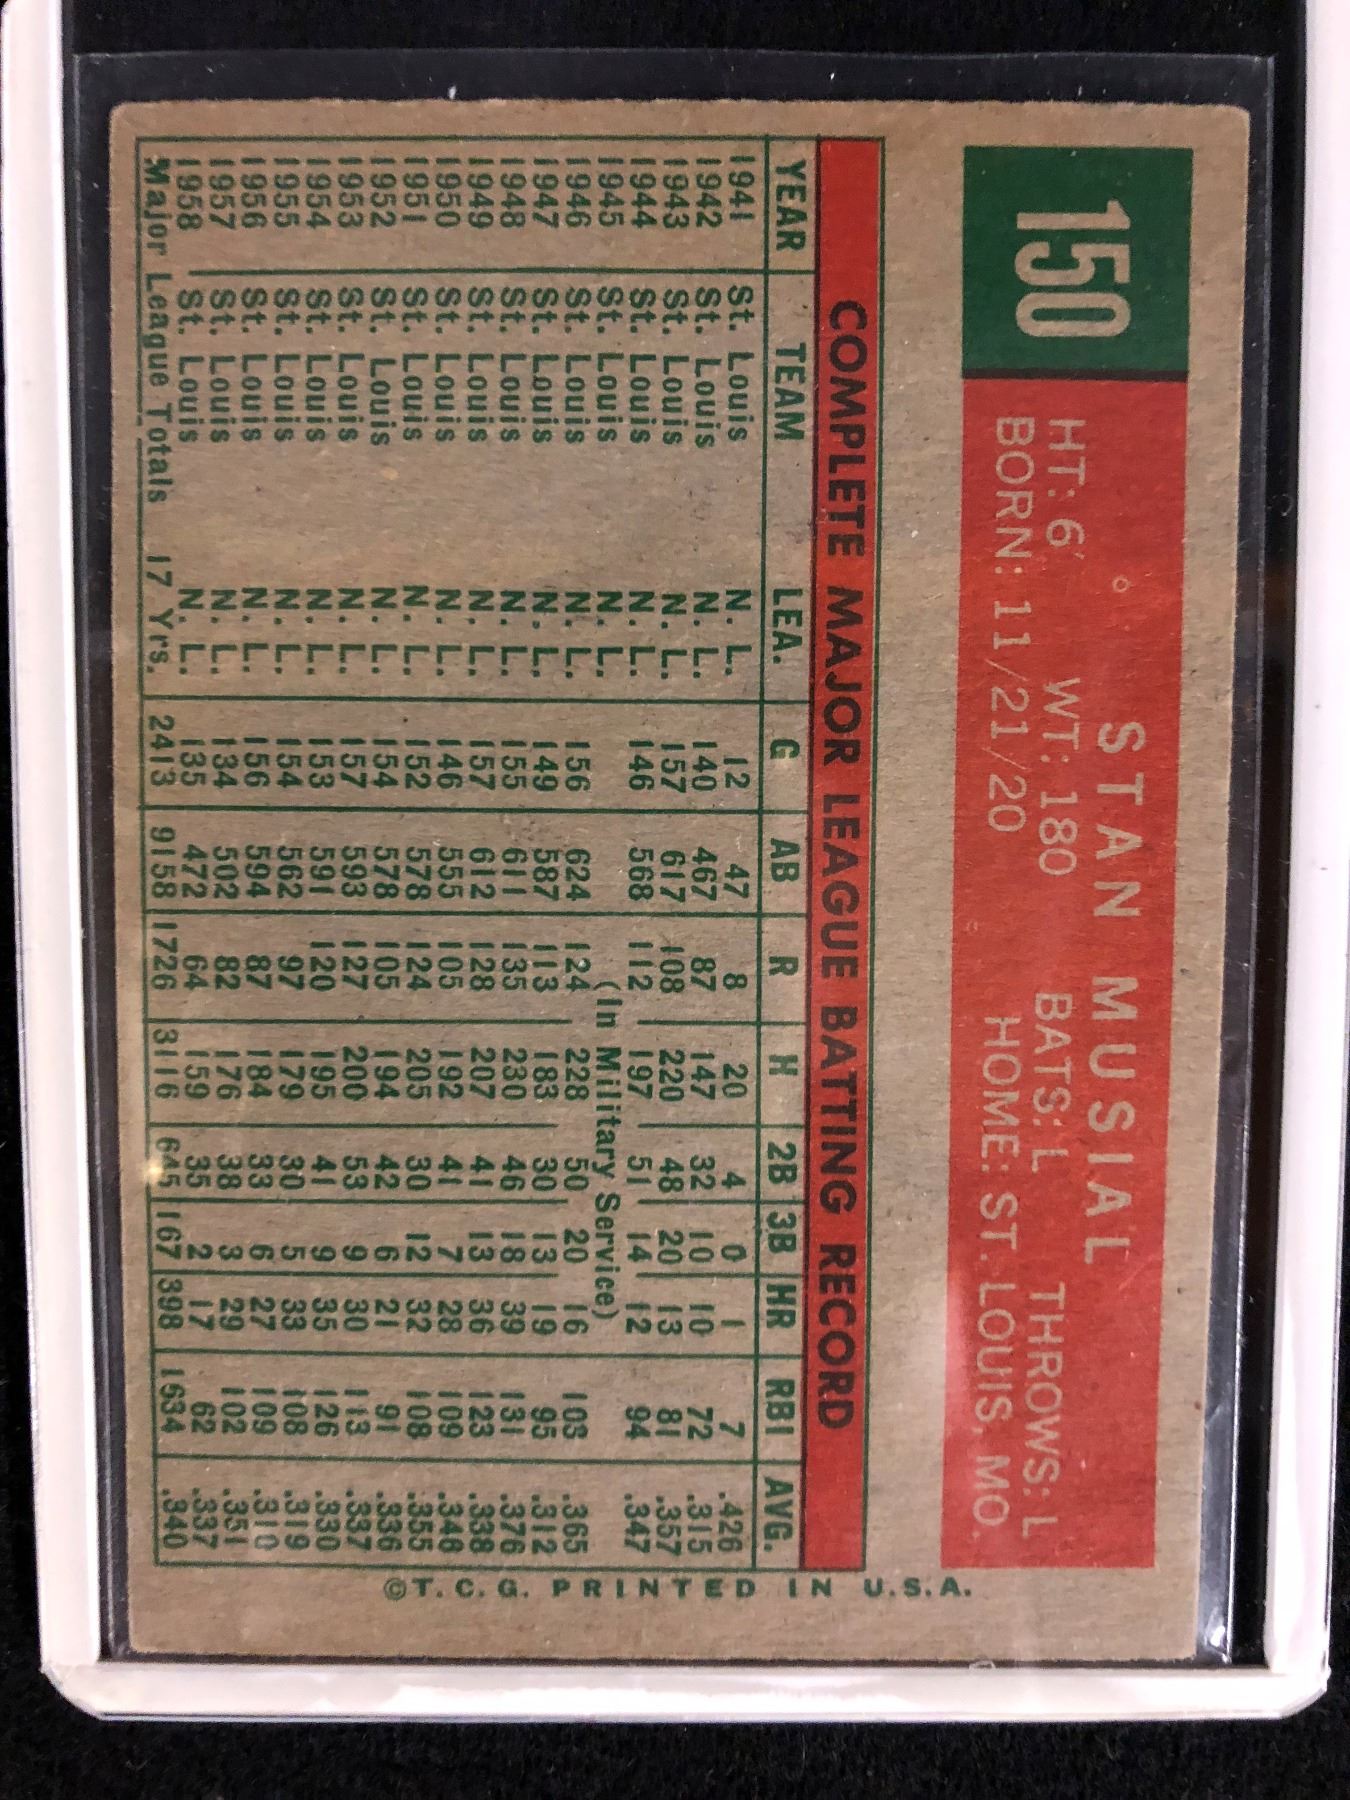 150
STAN MUSIAL
HT: 6' WT: 180 BATS: L THROWS: L
BORN: 11/21/20 HOME: ST. LOUIS, MO.
COMPLETE MAJOR LEAGUE BATTING RECORD
YEAR TEAM LEA. G AB R H 2B 3B HR RBI AVG.
1941 St. Louis N. L. 12 47 8 20 4 0 1 7 .426
1942 St. Louis N. L. 140 467 87 147 32 10 10 72 .315
1943 St. Louis N. L. 157 617 108 220 48 20 13 81 .357
1944 St. Louis N. L. 146 568 112 197 51 14 12 94 .347
1945 St. Louis N. L. (In Military Service)
1946 St. Louis N. L. 156 624 124 228 50 20 16 103 .365
1947 St. Louis N. L. 149 587 113 183 30 13 19 95 .312
1948 St. Louis N. L. 155 611 135 230 46 18 39 131 .376
1949 St. Louis N. L. 157 612 128 207 41 13 36 123 .338
1950 St. Louis N. L. 146 555 105 192 41 7 28 109 .346
1951 St. Louis N. L. 152 578 124 205 30 12 32 108 .355
1952 St. Louis N. L. 154 578 105 194 42 6 21 91 .336
1953 St. Louis N. L. 157 593 127 200 53 9 30 113 .337
1954 St. Louis N. L. 153 591 120 195 41 9 35 126 .330
1955 St. Louis N. L. 154 562 97 179 30 5 33 108 .319
1956 St. Louis N. L. 156 594 87 184 33 6 27 109 .310
1957 St. Louis N. L. 134 502 82 176 38 3 29 102 .351
1958 St. Louis N. L. 135 472 64 159 35 2 17 62 .337
Major League Totals 17 Yrs. 2413 9158 1726 3116 645 167 398 1634 .340
©T.C.G. PRINTED IN U.S.A.